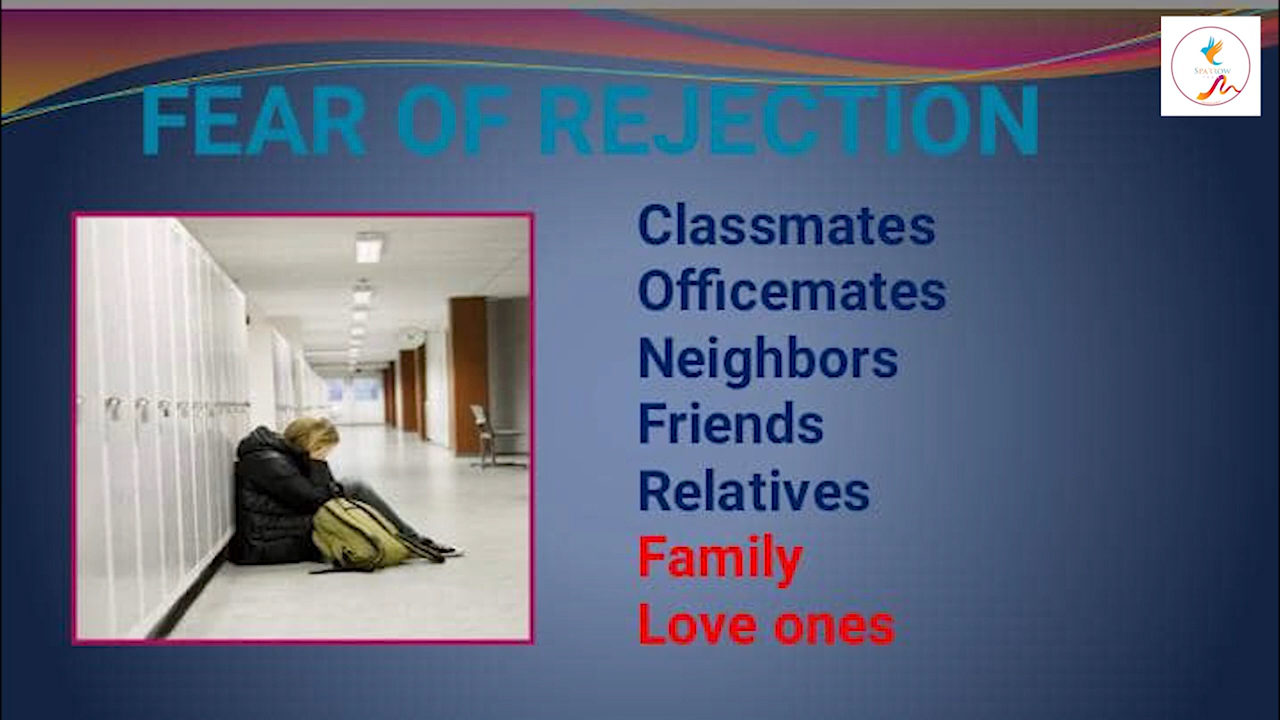 FEAR OF REJECTION
Classmates
Officemates
Neighbors
Friends
Relatives
Family
Love ones